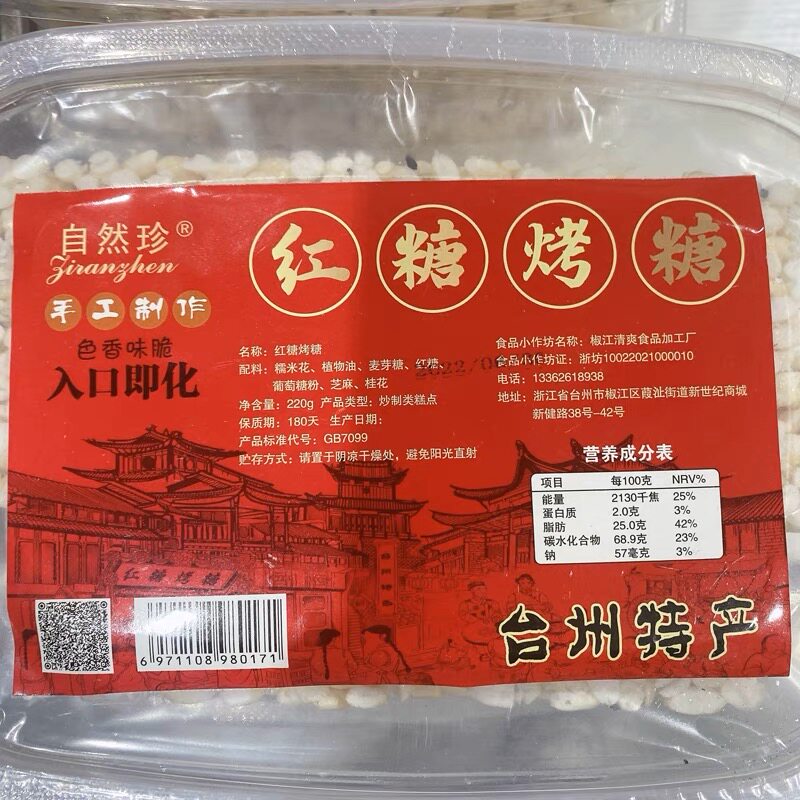 自然珍®
Ziranzhen
手工制作
色香味脆
入口即化
红糖烤糖
名称：红糖烤糖
配料：糯米花、植物油、麦芽糖、红糖、
葡萄糖粉、芝麻、桂花
净含量：220g 产品类型：炒制类糕点
保质期：180天 生产日期：
产品标准代号：GB7099
贮存方式：请置于阴凉干燥处，避免阳光直射
食品小作坊名称：椒江清爽食品加工厂
食品小作坊证：浙坊10022021000010
电话：13362618938
地址：浙江省台州市椒江区葭沚街道新世纪商城
新健路38号-42号
营养成分表
项目 每100克 NRV%
能量 2130千焦 25%
蛋白质 2.0克 3%
脂肪 25.0克 42%
碳水化合物 68.9克 23%
钠 57毫克 3%
红糖烤糖
6 971108 980171
台州特产